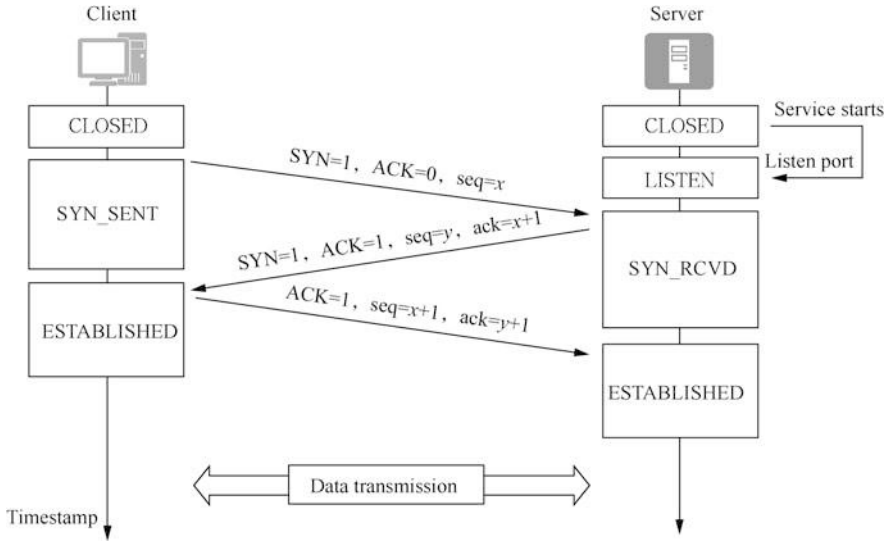 Client
Server
CLOSED
CLOSED
Service starts
SYN=1, ACK=0, seq=x
Listen port
LISTEN
SYN_SENT
SYN=1, ACK=1, seq=y, ack=x+1
SYN_RCVD
ACK=1, seq=x+1, ack=y+1
ESTABLISHED
ESTABLISHED
Data transmission
Timestamp